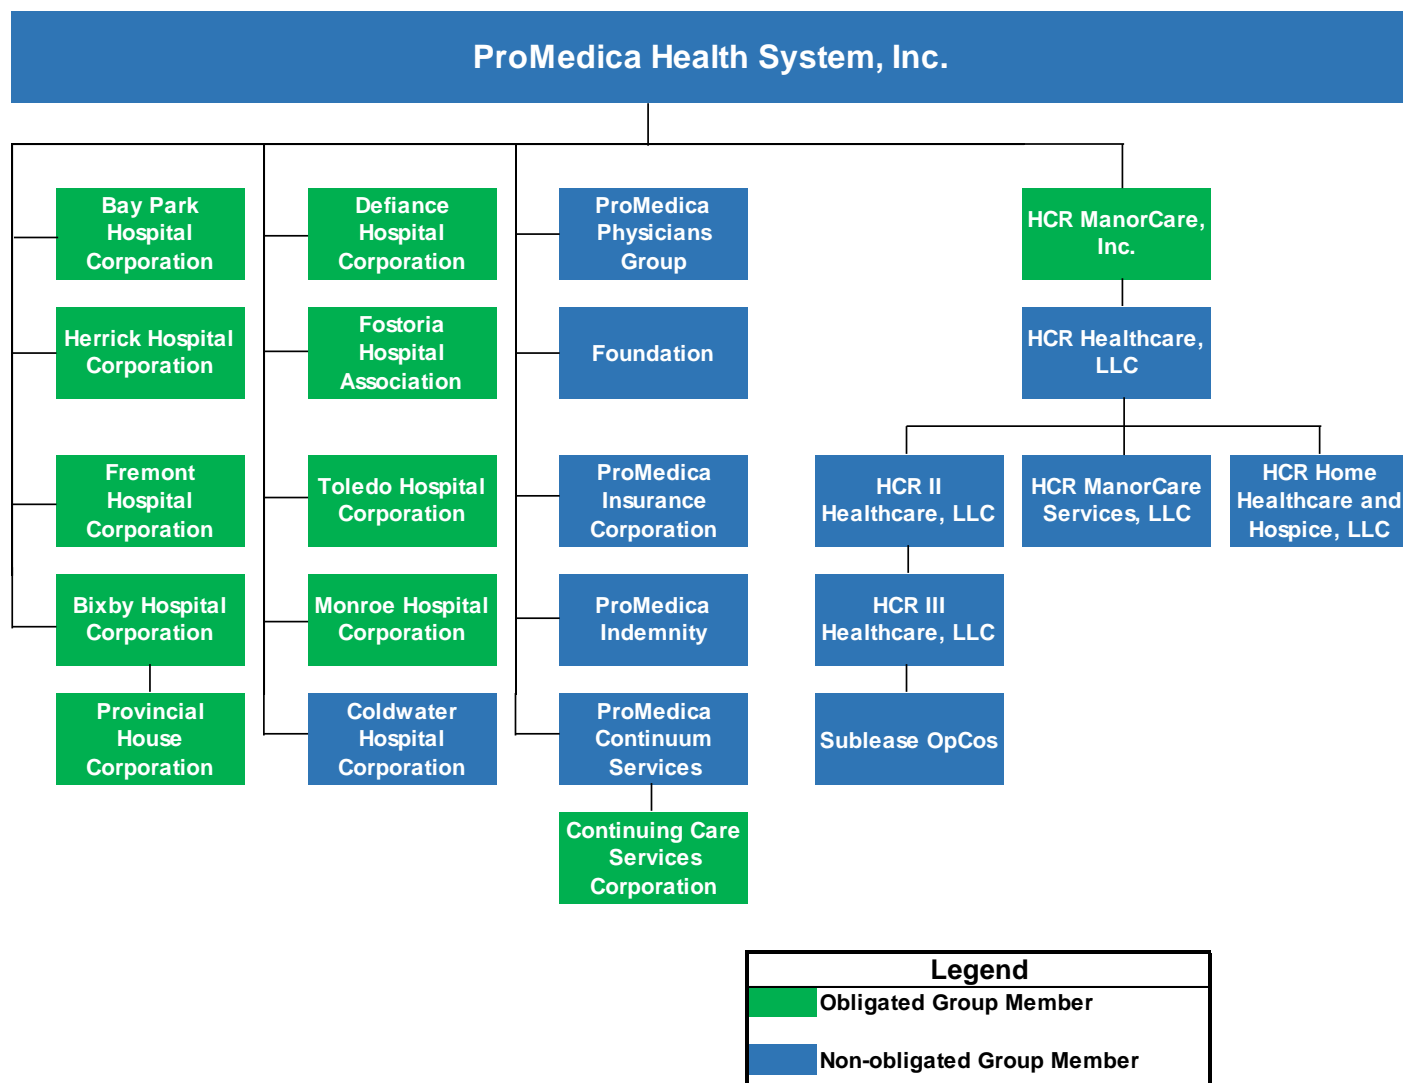 ProMedica Health System, Inc.
Bay Park
Hospital
Corporation
Defiance
Hospital
Corporation
ProMedica
Physicians
Group
HCR ManorCare,
Inc.
Herrick Hospital
Corporation
Fostoria
Hospital
Association
Foundation
HCR Healthcare,
LLC
Fremont
Hospital
Corporation
Toledo Hospital
Corporation
ProMedica
Insurance
Corporation
HCR II
Healthcare, LLC
HCR ManorCare
Services, LLC
HCR Home
Healthcare and
Hospice, LLC
Bixby Hospital
Corporation
Monroe Hospital
Corporation
ProMedica
Indemnity
HCR III
Healthcare, LLC
Provincial
House
Corporation
Coldwater
Hospital
Corporation
ProMedica
Continuum
Services
Sublease OpCos
Continuing Care
Services
Corporation
Legend
Obligated Group Member
Non-obligated Group Member